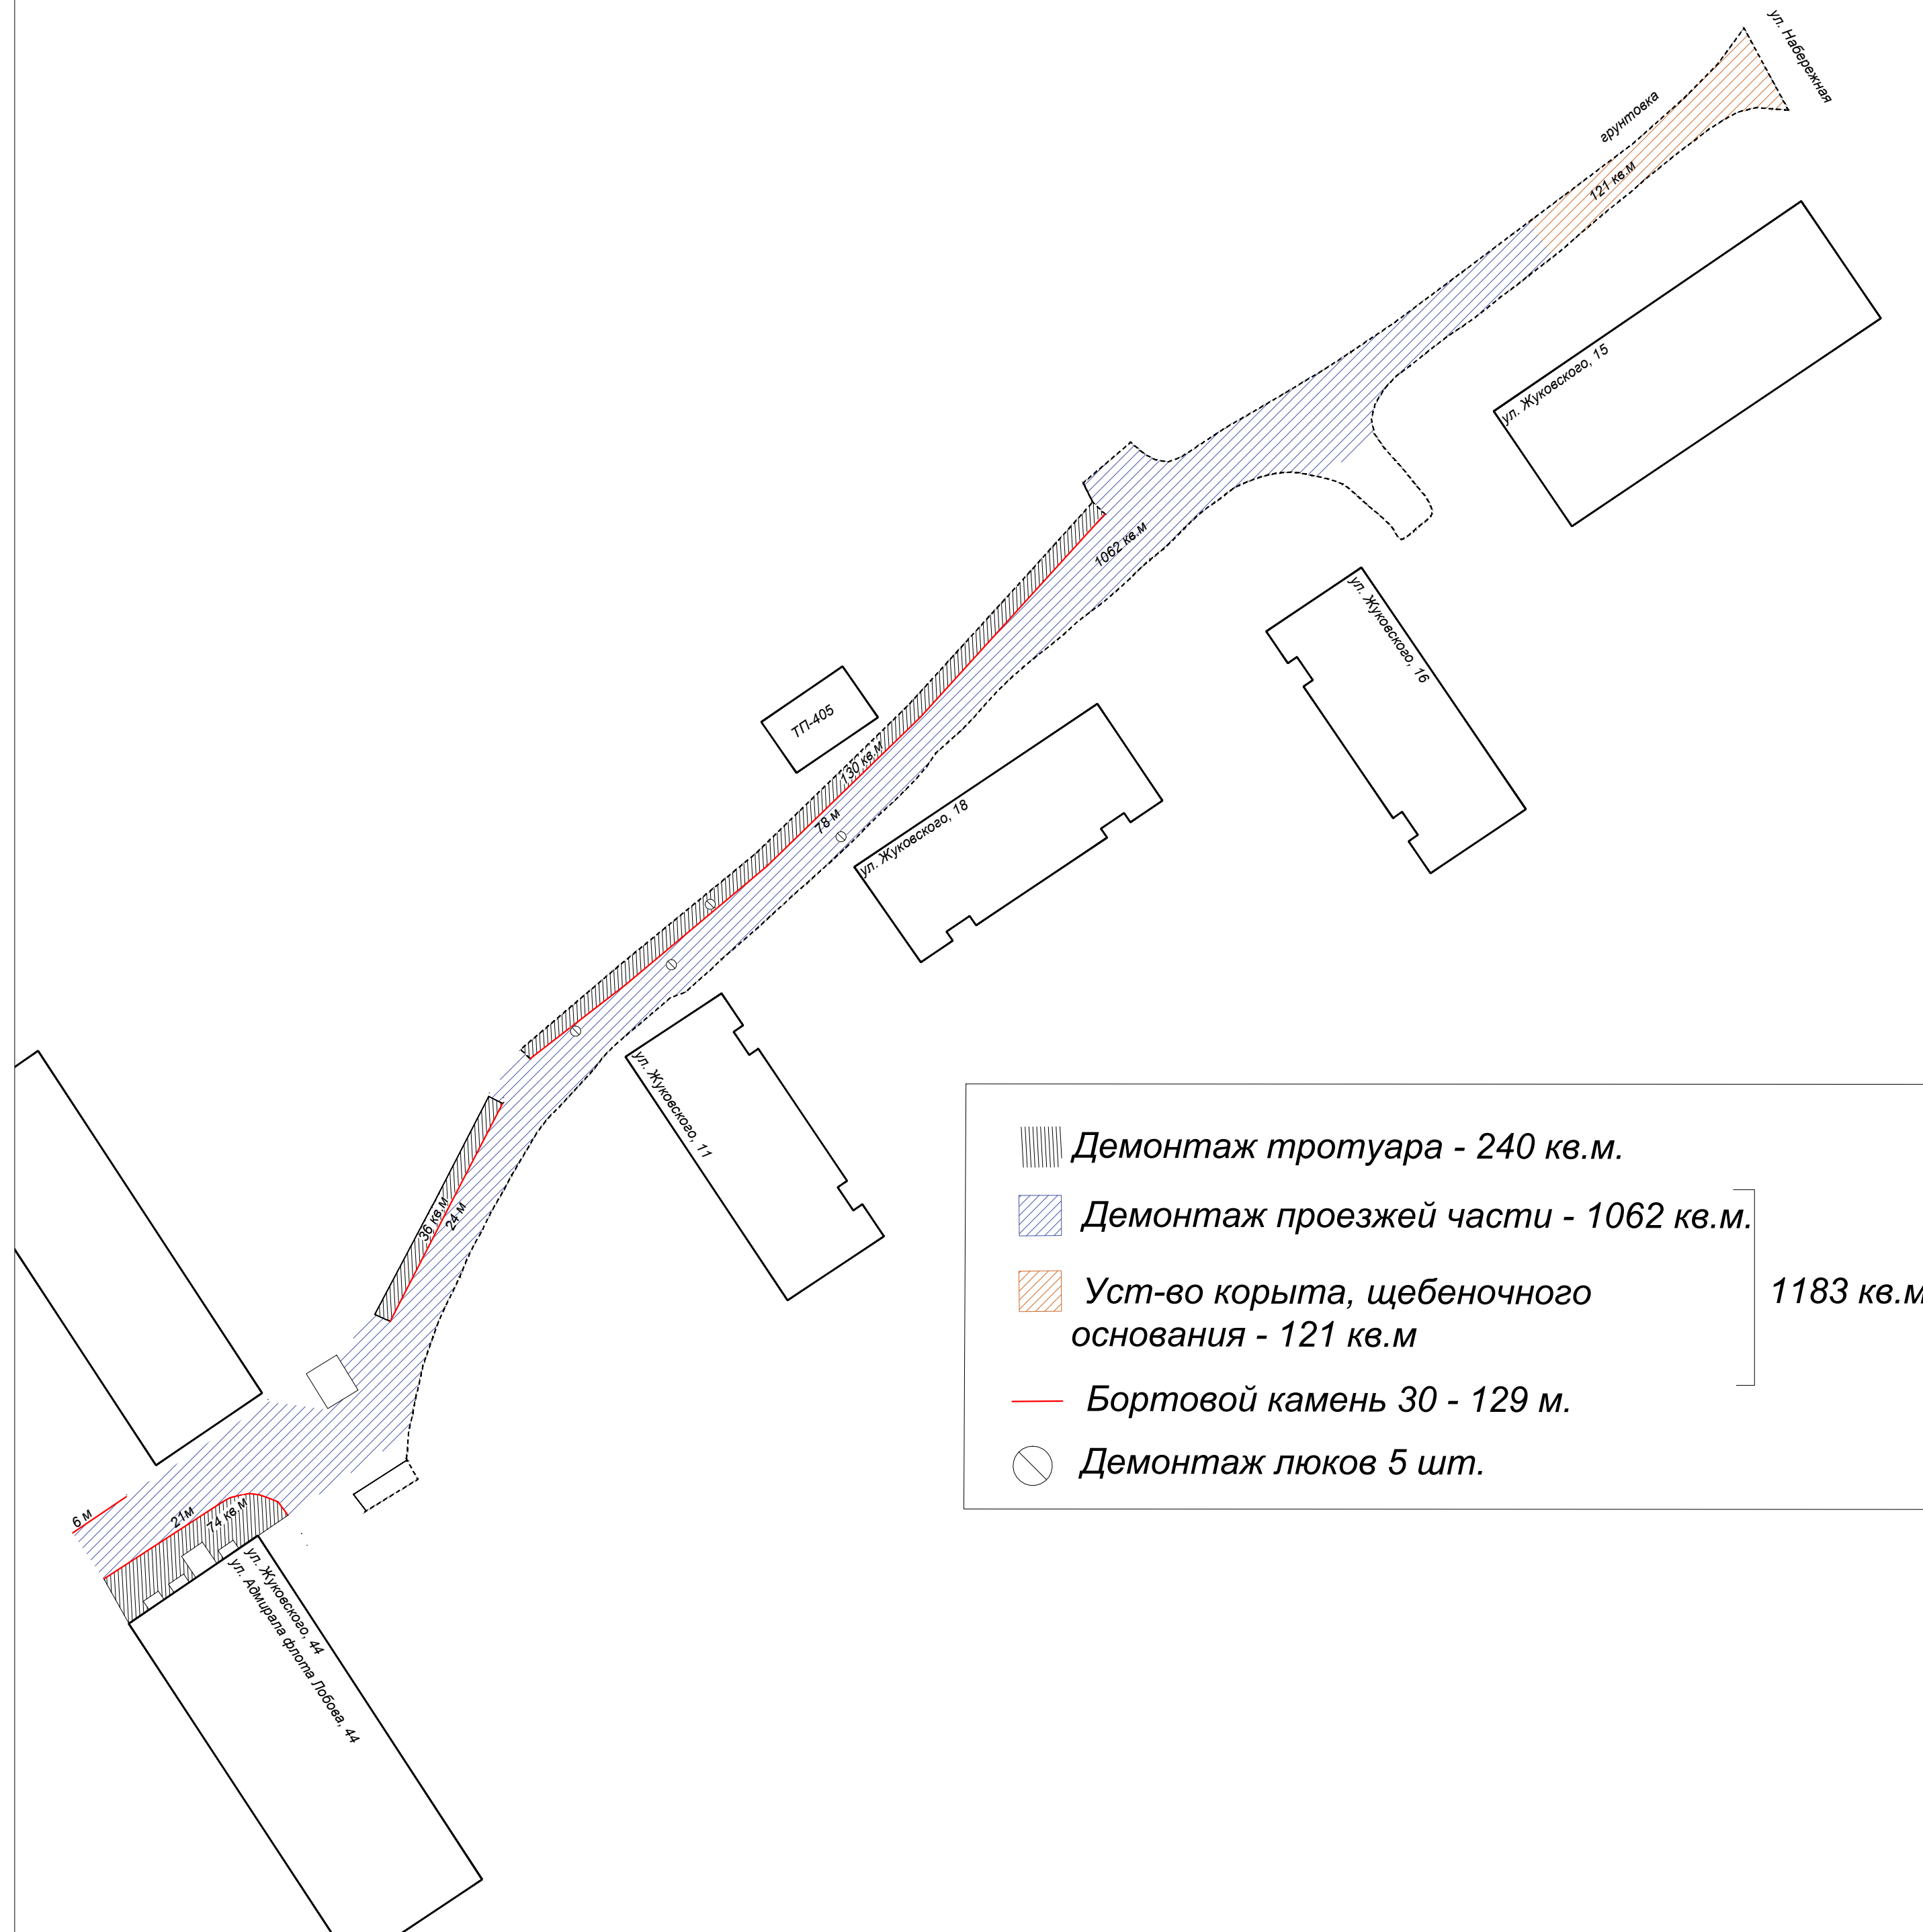 ул. Набережная
грунтовка
121 кв.м
ул. Жуковского, 15
1062 кв.м
ул. Жуковского, 16
ТП-405
130 кв.м
78 м
ул. Жуковского, 18
ул. Жуковского, 11
36 кв.м
24 м
6 м
21м
74 кв.м
ул. Жуковского, 44
ул. Адмирала флота Лобова, 44
Демонтаж тротуара - 240 кв.м.
Демонтаж проезжей части - 1062 кв.м.
Уст-во корыта, щебеночного
основания - 121 кв.м
1183 кв.м
Бортовой камень 30 - 129 м.
Демонтаж люков 5 шт.